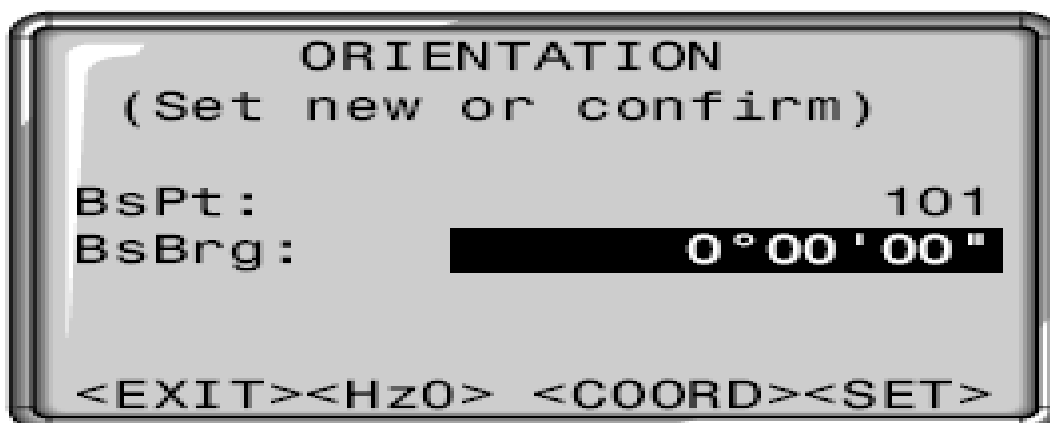 ORIENTATION
(Set new or confirm)
BsPt: 101
BsBrg: 0°00'00"
<EXIT><Hz0> <COORD><SET>